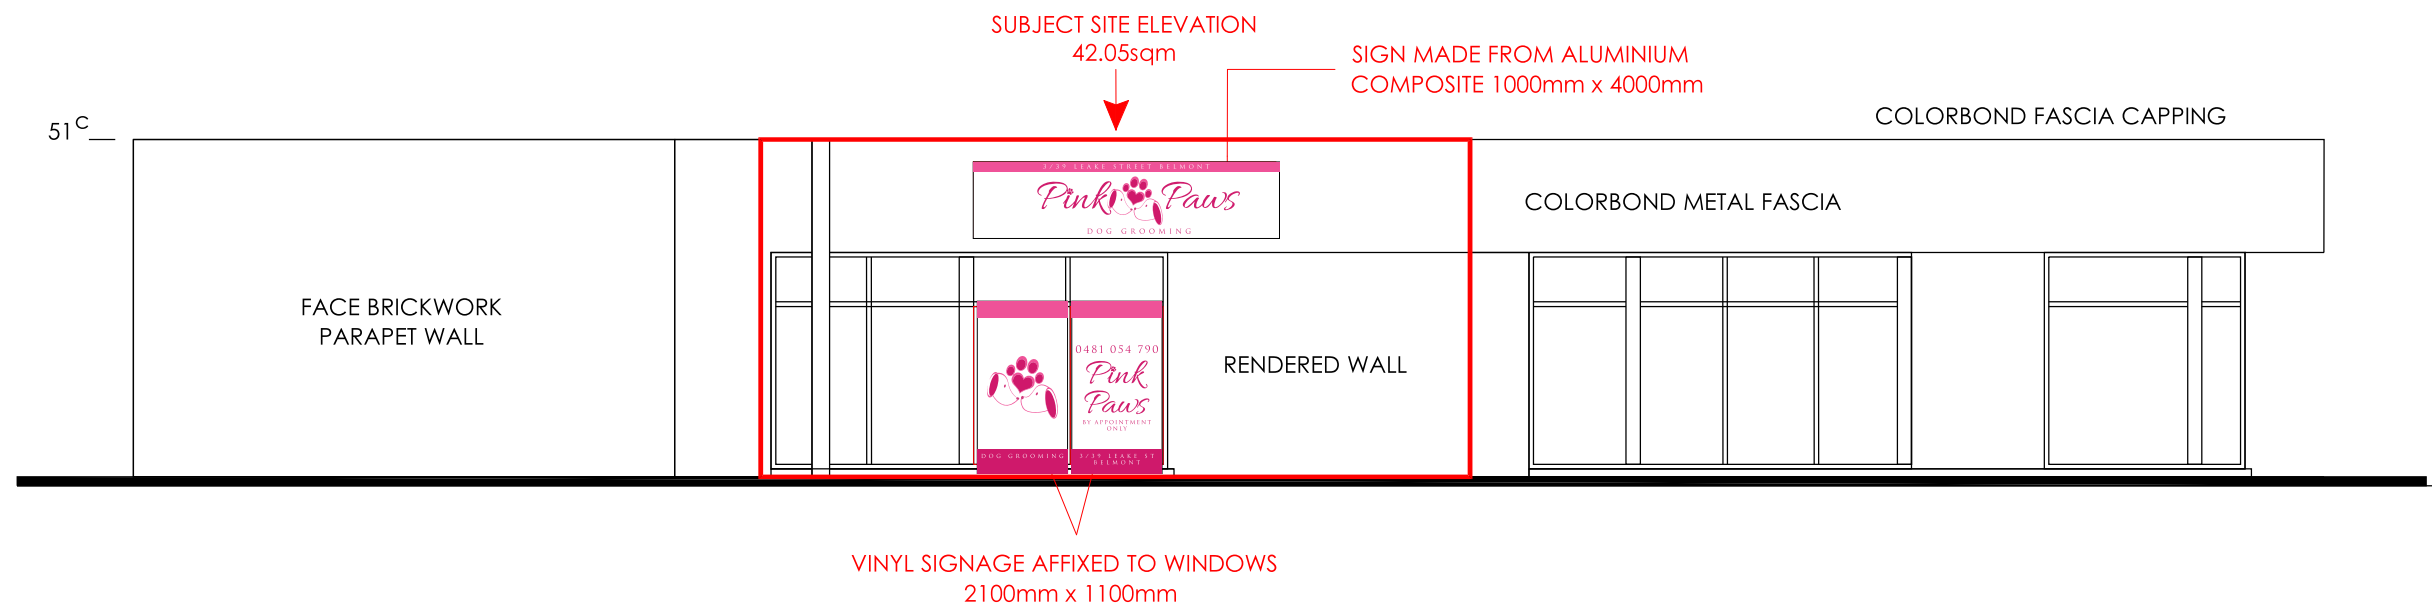 SUBJECT SITE ELEVATION
42.05sqm
SIGN MADE FROM ALUMINIUM
COMPOSITE 1000mm x 4000mm
COLORBOND FASCIA CAPPING
51C
3/39 LEAKE STREET BELMONT
Pink Paws
DOG GROOMING
COLORBOND METAL FASCIA
FACE BRICKWORK
PARAPET WALL
0481 054 790
Pink
Paws
BY APPOINTMENT
ONLY
RENDERED WALL
DOG GROOMING
3/39 LEAKE ST
BELMONT
VINYL SIGNAGE AFFIXED TO WINDOWS
2100mm x 1100mm